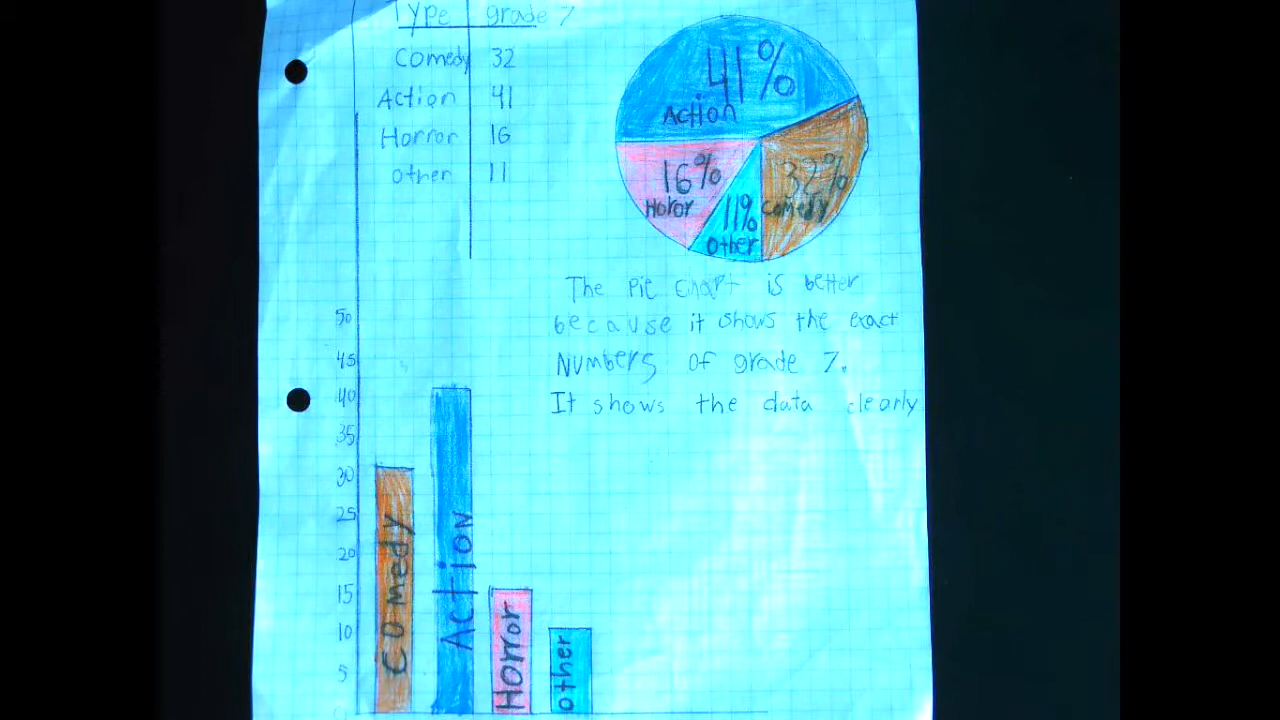 Type grade 7
Comedy 32
Action 41
Horror 16
other 11
41%
Action
32%
Comedy
16%
Horor
11%
Other
The Pie Chart is better
because it shows the exact
Numbers of grade 7.
It shows the data clearly
50
45
40
35
30
25
20
15
10
5
0
Comedy
Action
Horror
other